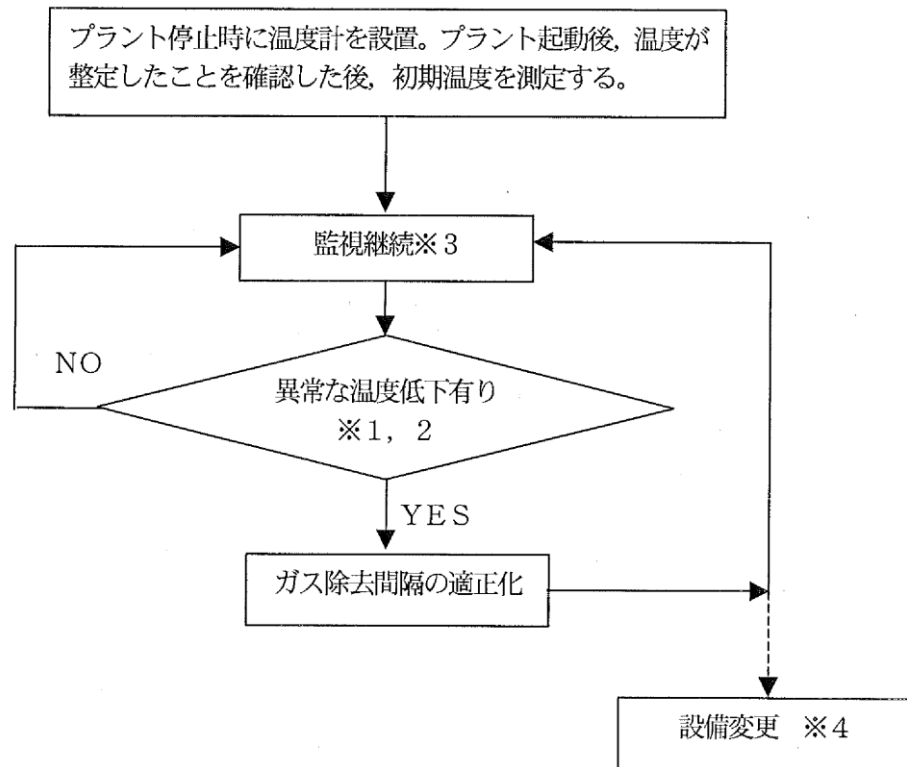 プラント停止時に温度計を設置。プラント起動後，温度が
整定したことを確認した後，初期温度を測定する。
監視継続※３
ＮＯ
異常な温度低下有り
※１，２
ＹＥＳ
ガス除去間隔の適正化
設備変更　※４